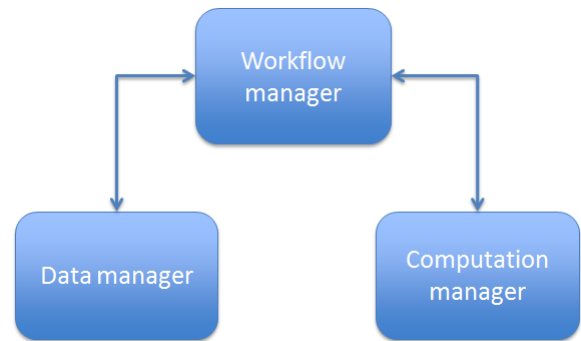 Workflow
manager
Data manager
Computation
manager